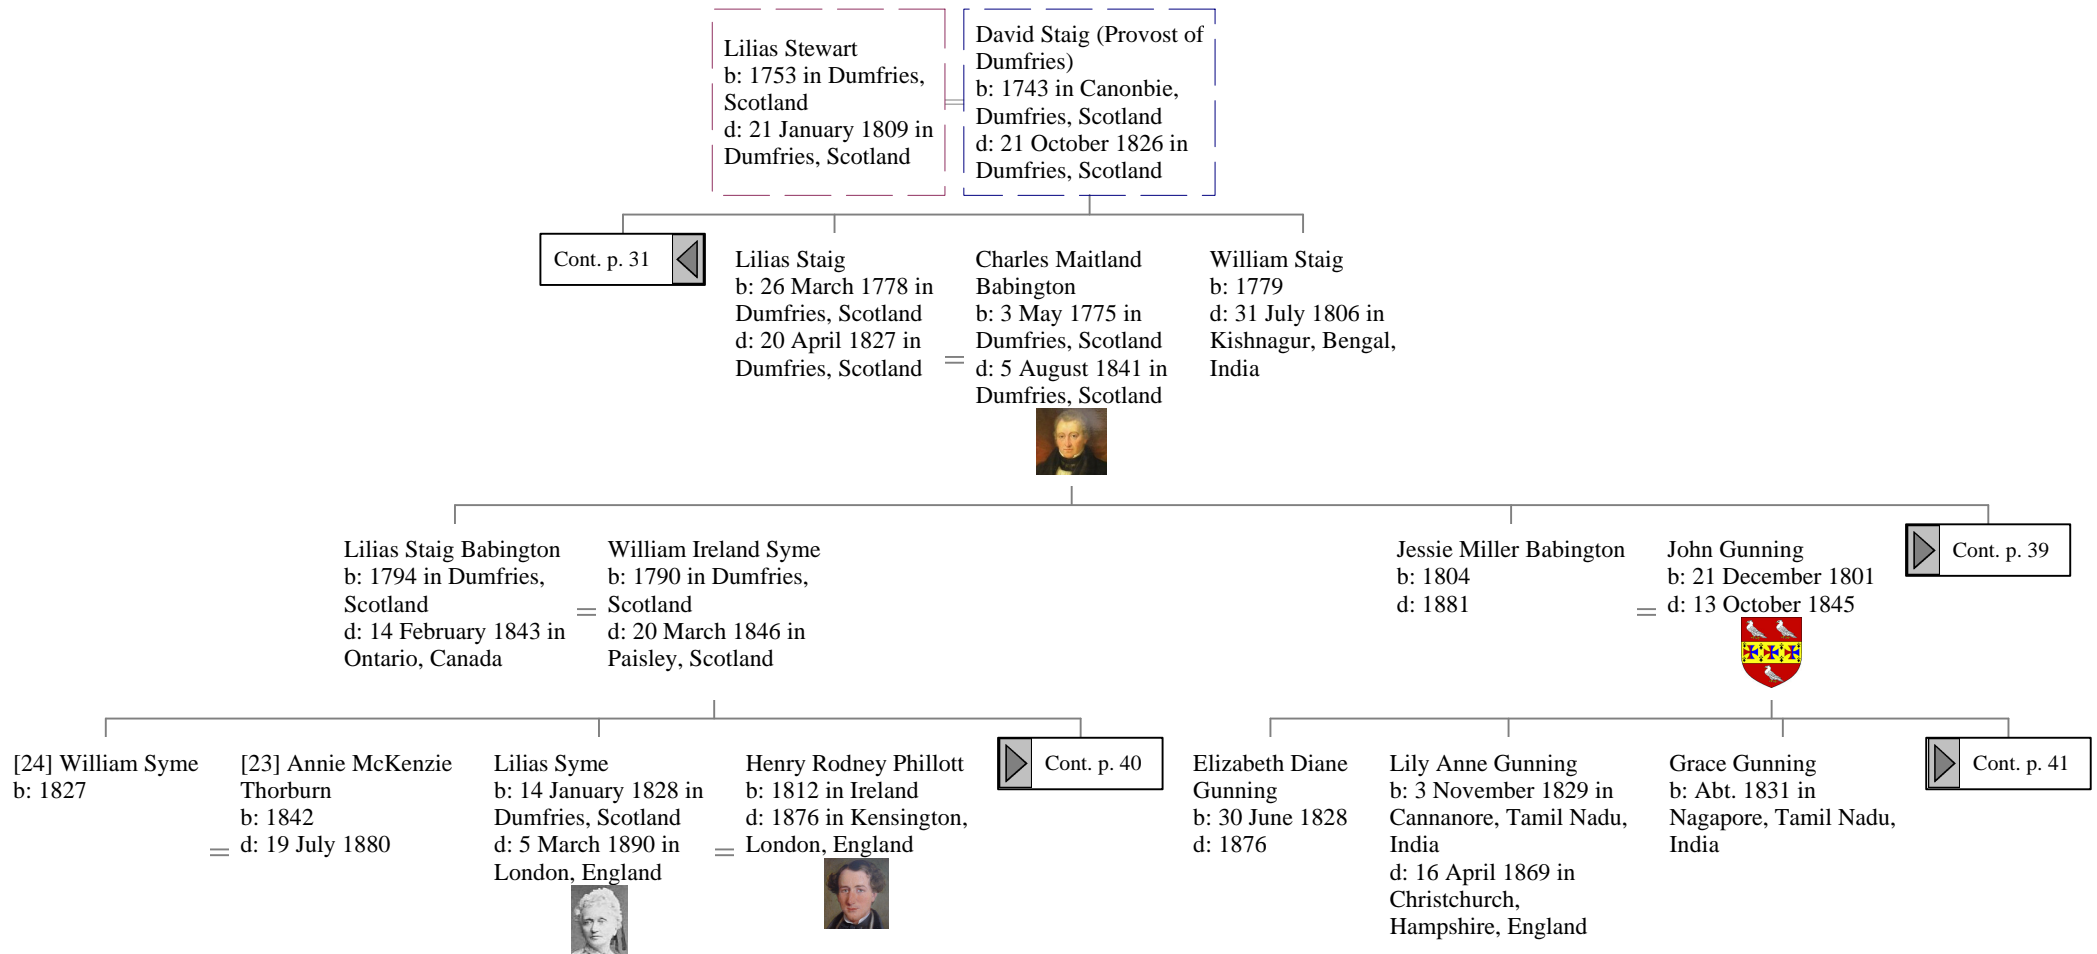 Lilias Stewart
b: 1753 in Dumfries,
Scotland
d: 21 January 1809 in
Dumfries, Scotland
David Staig (Provost of
Dumfries)
b: 1743 in Canonbie,
Dumfries, Scotland
d: 21 October 1826 in
Dumfries, Scotland
Cont. p. 31
Lilias Staig
b: 26 March 1778 in
Dumfries, Scotland
d: 20 April 1827 in
Dumfries, Scotland
Charles Maitland
Babington
b: 3 May 1775 in
Dumfries, Scotland
d: 5 August 1841 in
Dumfries, Scotland
William Staig
b: 1779
d: 31 July 1806 in
Kishnagur, Bengal,
India
Lilias Staig Babington
b: 1794 in Dumfries,
Scotland
d: 14 February 1843 in
Ontario, Canada
William Ireland Syme
b: 1790 in Dumfries,
Scotland
d: 20 March 1846 in
Paisley, Scotland
Jessie Miller Babington
b: 1804
d: 1881
John Gunning
b: 21 December 1801
d: 13 October 1845
Cont. p. 39
[24] William Syme
b: 1827
[23] Annie McKenzie
Thorburn
b: 1842
d: 19 July 1880
Lilias Syme
b: 14 January 1828 in
Dumfries, Scotland
d: 5 March 1890 in
London, England
Henry Rodney Phillott
b: 1812 in Ireland
d: 1876 in Kensington,
London, England
Cont. p. 40
Elizabeth Diane
Gunning
b: 30 June 1828
d: 1876
Lily Anne Gunning
b: 3 November 1829 in
Cannanore, Tamil Nadu,
India
d: 16 April 1869 in
Christchurch,
Hampshire, England
Grace Gunning
b: Abt. 1831 in
Nagapore, Tamil Nadu,
India
Cont. p. 41